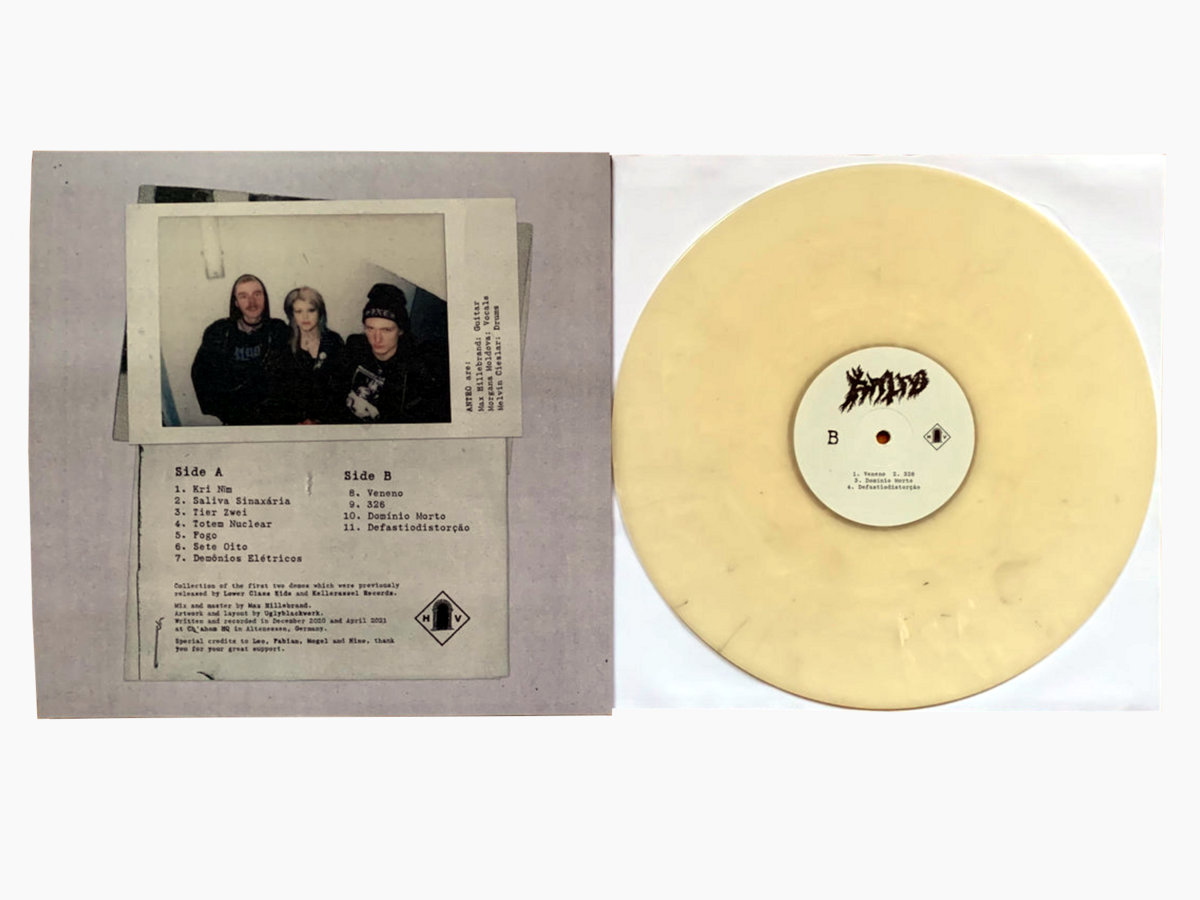 ANTRO are:
Max Hillebrand: Guitar
Morgana Moldova: Vocals
Melvin Cieslar: Drums
Side A
1. Kri Nm
2. Saliva Sinaxária
3. Tier Zwei
4. Totem Nuclear
5. Fogo
6. Sete Oito
7. Demônios Elétricos
Side B
8. Veneno
9. 326
10. Domínio Morto
11. Defastiodistorção
Collection of the first two demos which were previously
released by Lower Class Kids and Kellerassel Records.
Mix and master by Max Hillebrand.
Artwork and layout by Uglyblackwork.
Written and recorded in December 2020 and April 2021
at HQ in Altenessen, Germany.
Special credits to Leo, Fabian, Mogel and Nino, thank
you for your great support.
H V
Antro
B
H V
1. Veneno 2. 326
3. Domínio Morto
4. Defastiodistorção